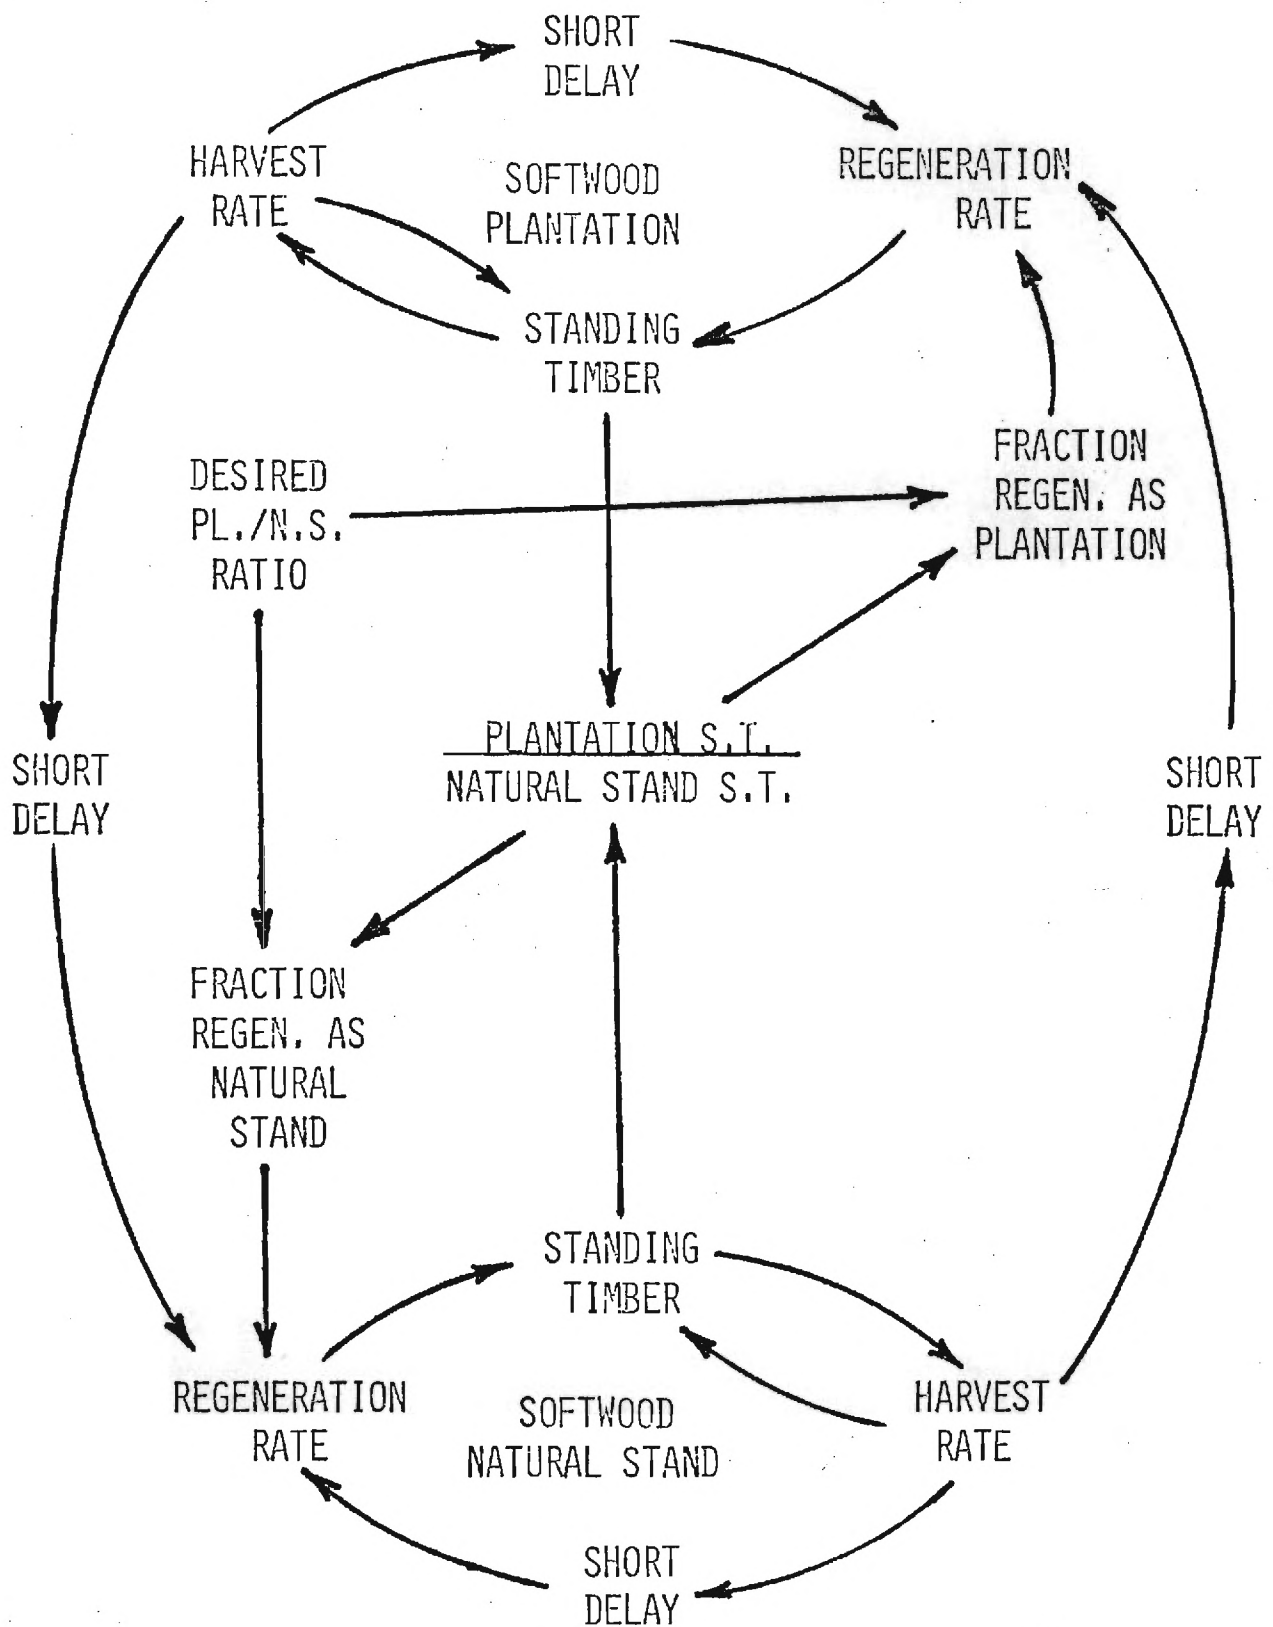 SHORT
DELAY
HARVEST
RATE
SOFTWOOD
PLANTATION
REGENERATION
RATE
STANDING
TIMBER
DESIRED
PL./N.S.
RATIO
FRACTION
REGEN. AS
PLANTATION
PLANTATION S.T.
NATURAL STAND S.T.
SHORT
DELAY
SHORT
DELAY
FRACTION
REGEN. AS
NATURAL
STAND
STANDING
TIMBER
REGENERATION
RATE
SOFTWOOD
NATURAL STAND
HARVEST
RATE
SHORT
DELAY